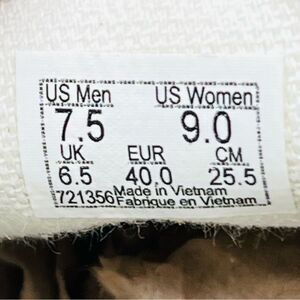 US Men US Women
7.5 9.0
UK EUR CM
6.5 40.0 25.5
721356 Made in Vietnam
Fabrique en Vietnam